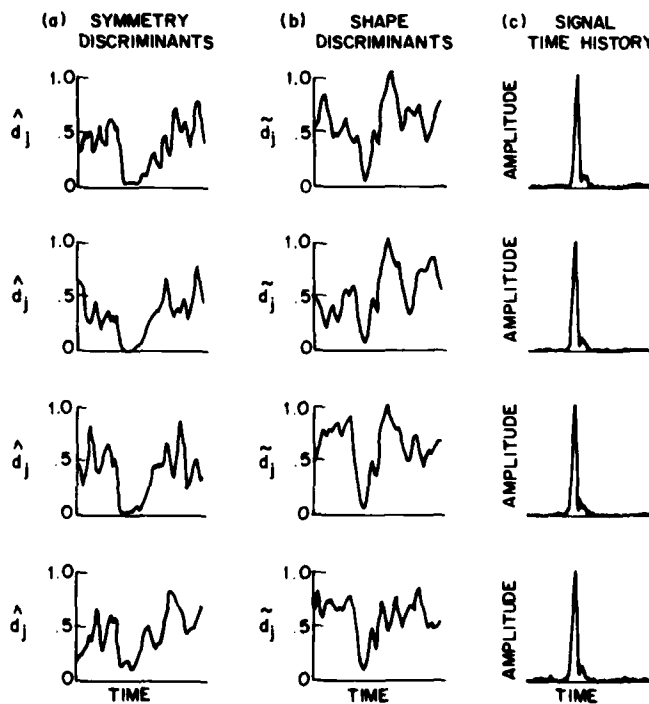 (a) SYMMETRY DISCRIMINANTS
(b) SHAPE DISCRIMINANTS
(c) SIGNAL TIME HISTORY
1.0
d̂j .5
0
1.0
d̃j .5
0
AMPLITUDE
1.0
d̂j .5
0
1.0
d̃j .5
0
AMPLITUDE
1.0
d̂j .5
0
1.0
d̃j .5
0
AMPLITUDE
1.0
d̂j .5
0
1.0
d̃j .5
0
AMPLITUDE
TIME
TIME
TIME